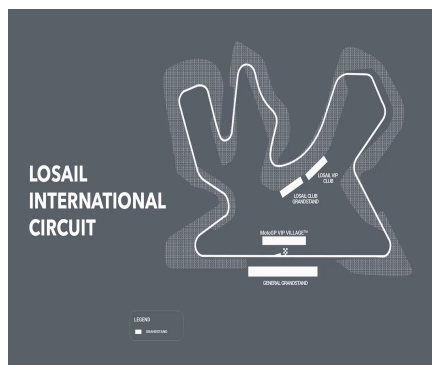 LOSAIL
INTERNATIONAL
CIRCUIT
LOSAIL VIP
CLUB
LOSAIL CLUB
GRANDSTAND
MotoGP VIP VILLAGE™
GENERAL GRANDSTAND
LEGEND
GRANDSTAND